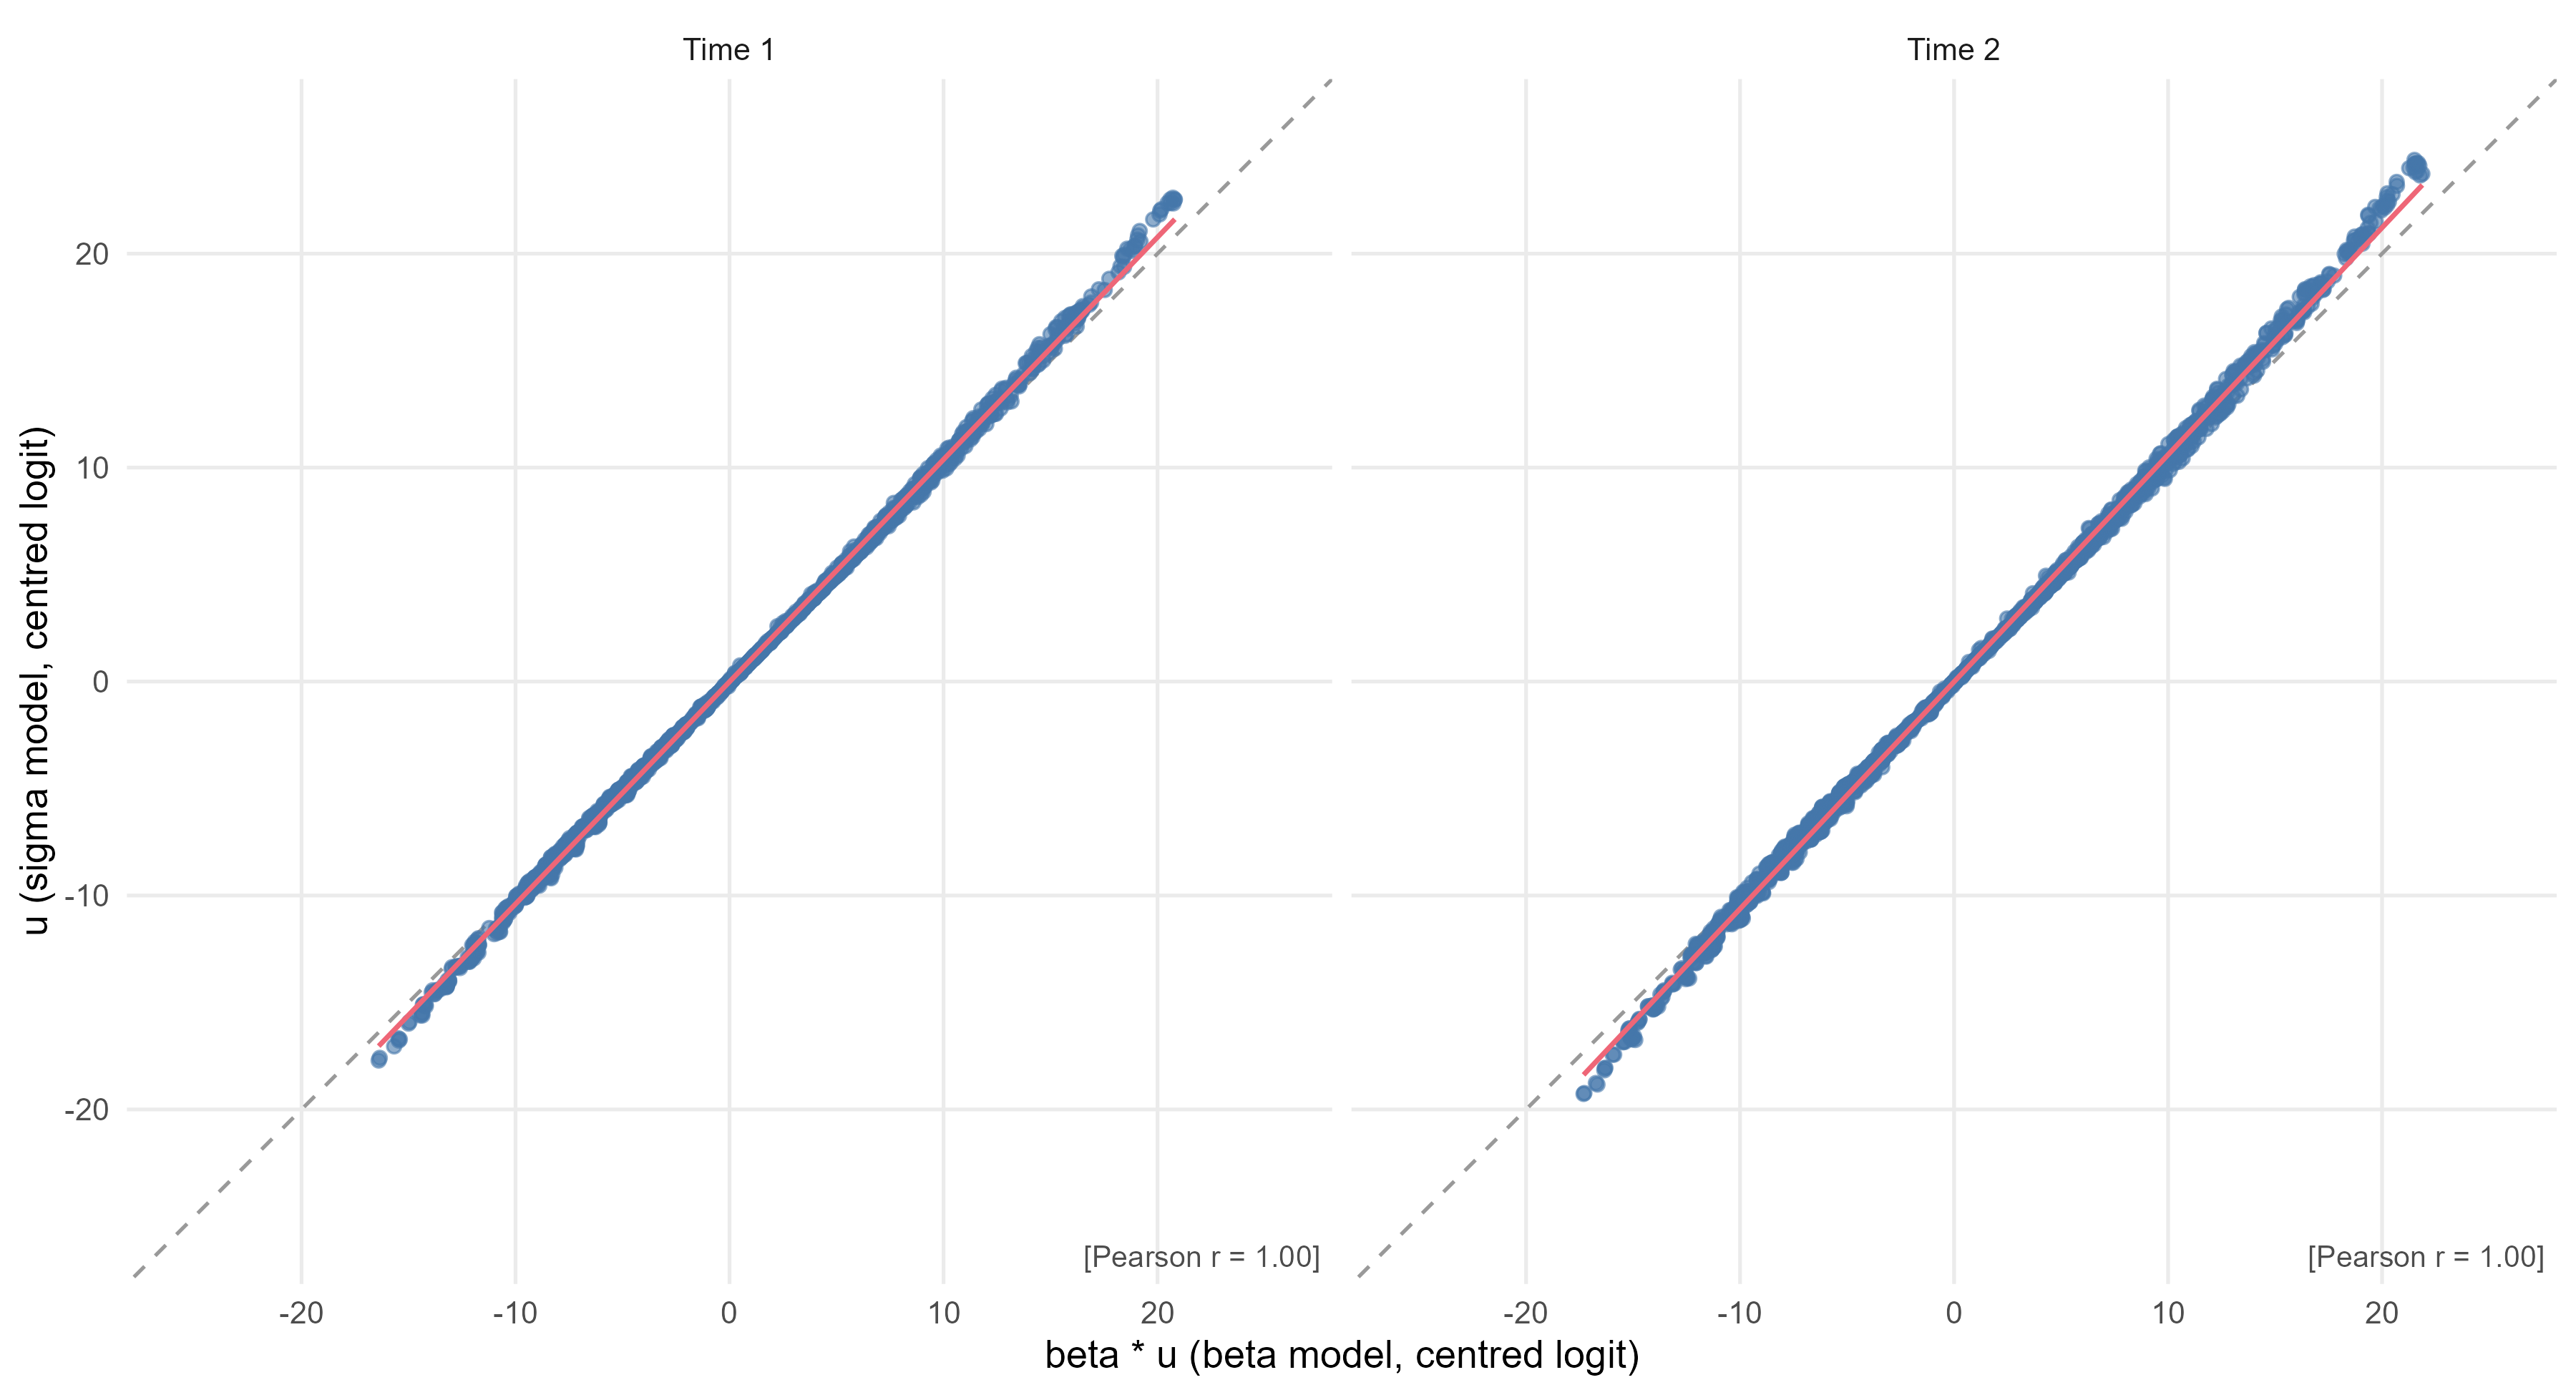 Time 1
Time 2
u (sigma model, centred logit)
20
10
0
-10
-20
[Pearson r = 1.00]
[Pearson r = 1.00]
-20 -10 0 10 20
-20 -10 0 10 20
beta * u (beta model, centred logit)